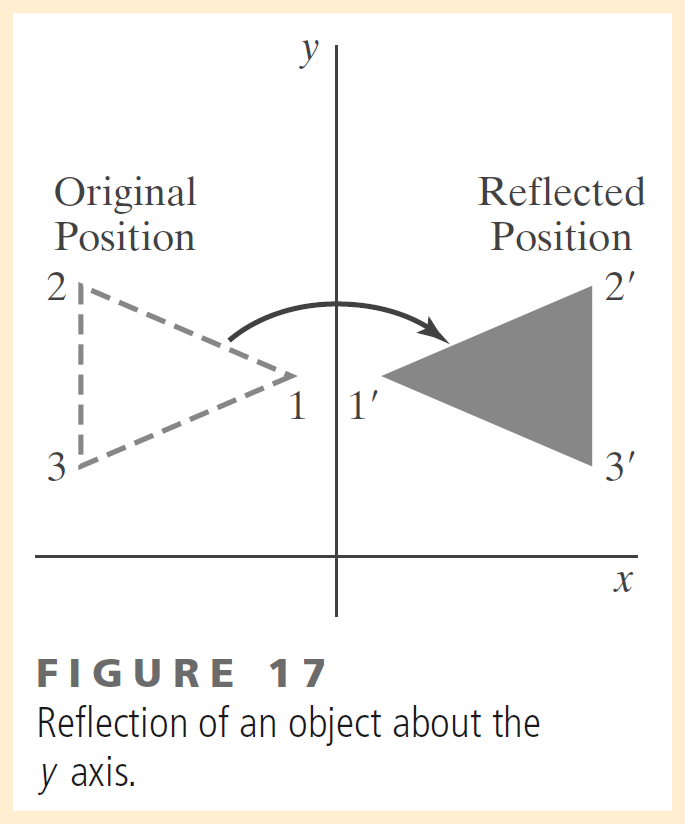 y
Original
Position
Reflected
Position
2
2′
1
1′
3
3′
x
FIGURE 17
Reflection of an object about the
y axis.